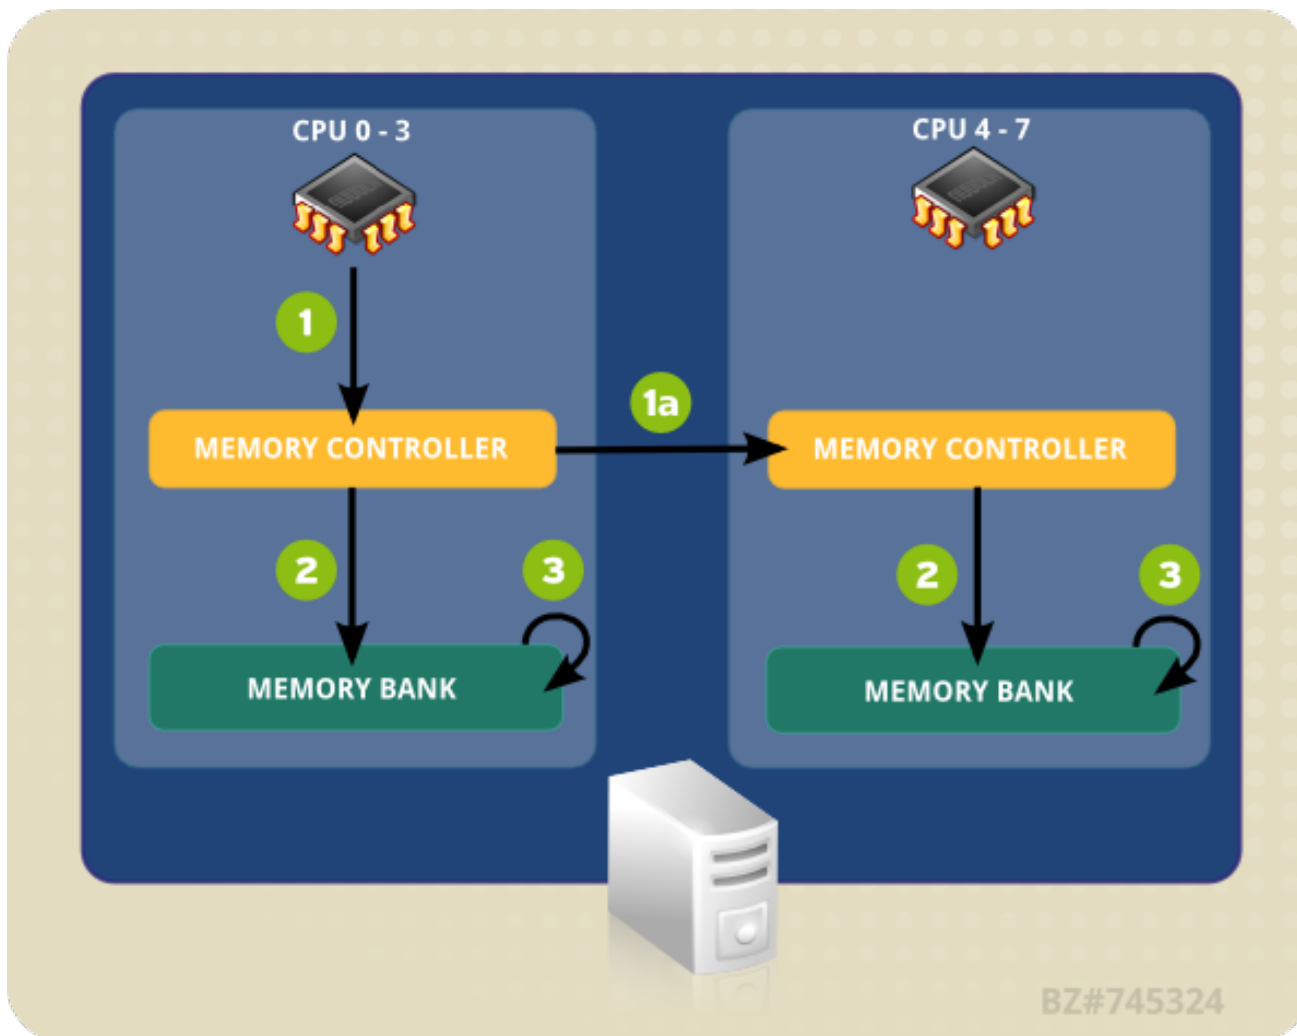 CPU 0 - 3
CPU 4 - 7
1
1a
MEMORY CONTROLLER
MEMORY CONTROLLER
2
3
2
3
MEMORY BANK
MEMORY BANK
BZ#745324